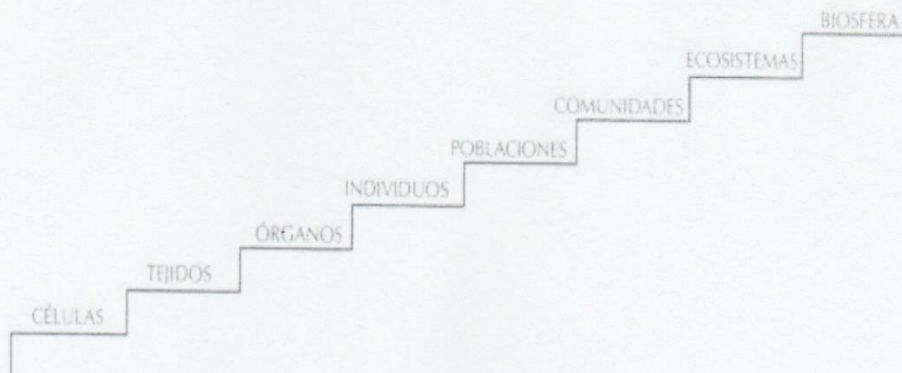 BIOSFERA
ECOSISTEMAS
COMUNIDADES
POBLACIONES
INDIVIDUOS
ÓRGANOS
TEJIDOS
CÉLULAS